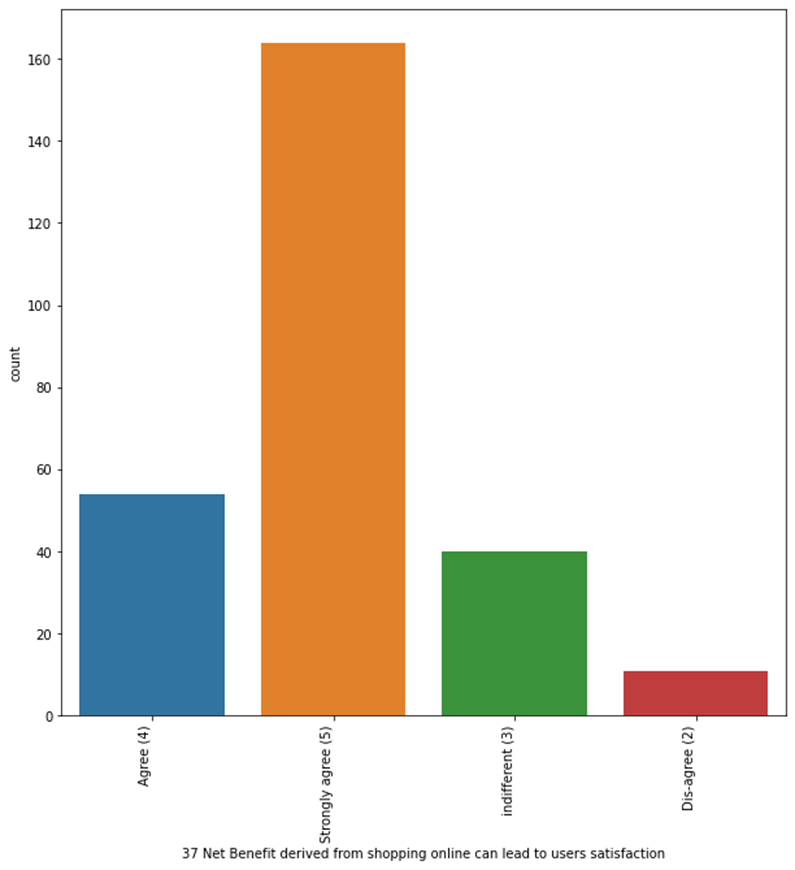 160
140
120
100
80
60
40
20
0
count
Agree (4)
Strongly agree (5)
indifferent (3)
Dis-agree (2)
37 Net Benefit derived from shopping online can lead to users satisfaction